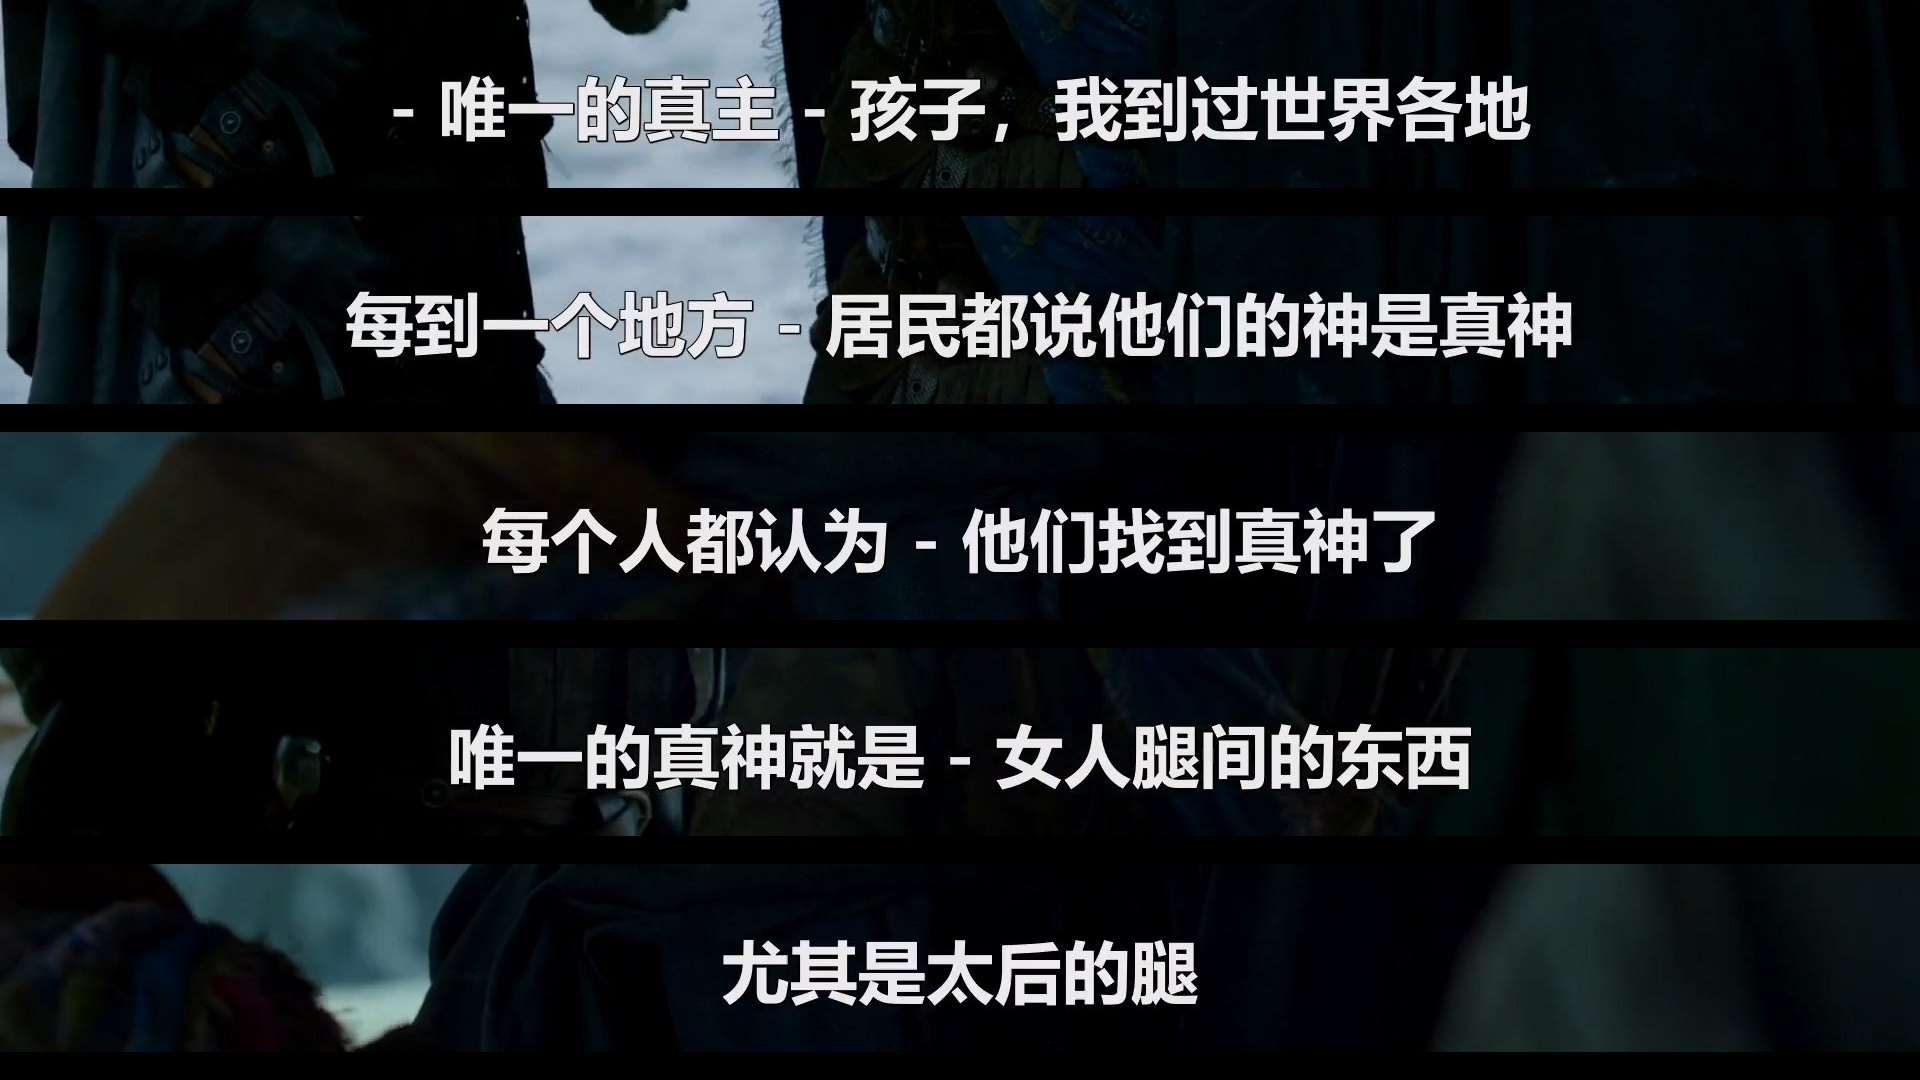 - 唯一的真主 - 孩子，我到过世界各地
每到一个地方 - 居民都说他们的神是真神
每个人都认为 - 他们找到真神了
唯一的真神就是 - 女人腿间的东西
尤其是太后的腿